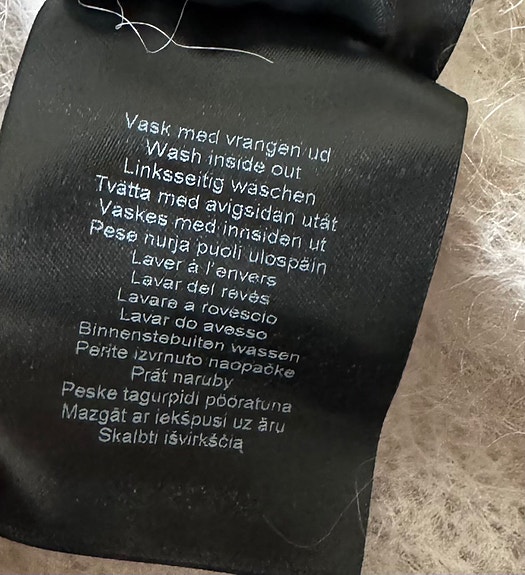 Vask med vrangen ud
Wash inside out
Linksseitig waschen
Tvätta med avigsidan utåt
Vaskes med innsiden ut
Pese nurja puoli ulospäin
Laver à l'envers
Lavar del revés
Lavare a rovescio
Lavar do avesso
Binnenstebuiten wassen
Perite izvrnuto naopačke
Prát naruby
Peske tagurpidi pööratuna
Mazgāt ar iekšpusi uz āru
Skalbti išvirkščią